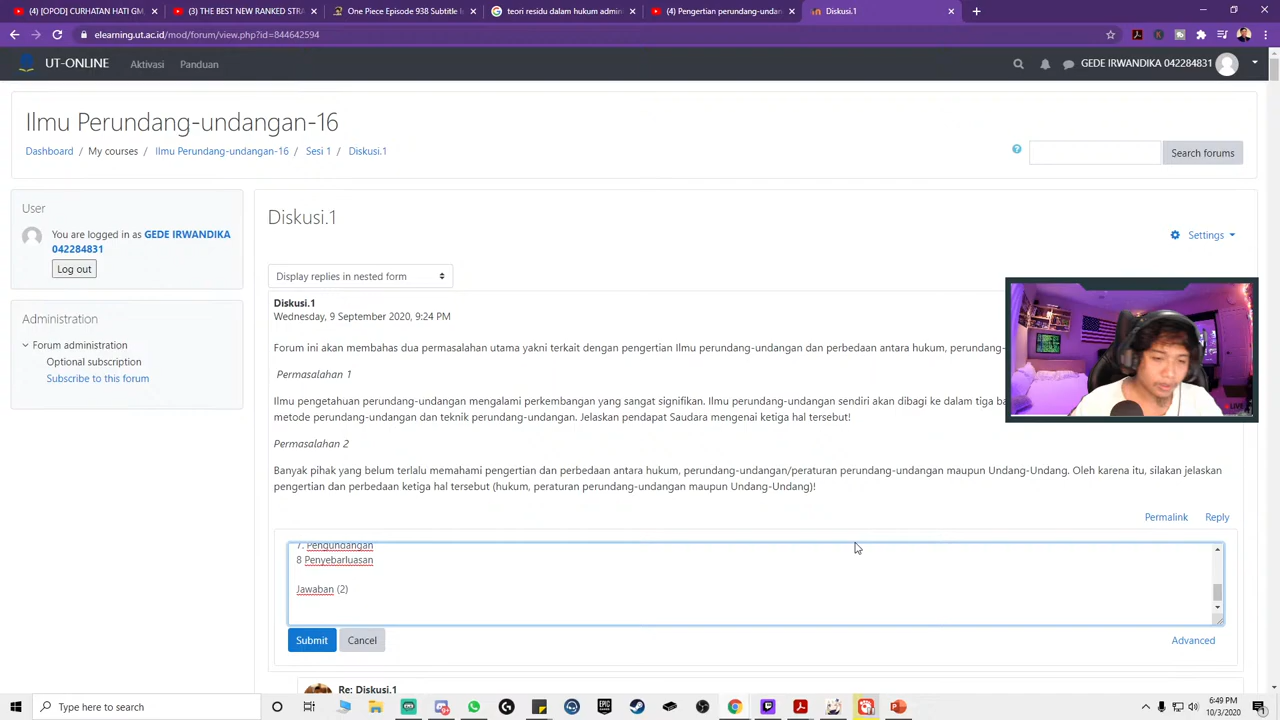 (4) [OPOD] CURHATAN HATI GM
(3) THE BEST NEW RANKED STRA
One Piece Episode 938 Subtitle
teori residu dalam hukum admin
(4) Pengertian perundang-undan
Diskusi.1
elearning.ut.ac.id/mod/forum/view.php?id=844642594
UT-ONLINE
Aktivasi
Panduan
GEDE IRWANDIKA 042284831
Ilmu Perundang-undangan-16
Dashboard / My courses / Ilmu Perundang-undangan-16 / Sesi 1 / Diskusi.1
Search forums
User
You are logged in as GEDE IRWANDIKA
042284831
Log out
Administration
Forum administration
Optional subscription
Subscribe to this forum
Diskusi.1
Settings
Display replies in nested form
Diskusi.1
Wednesday, 9 September 2020, 9:24 PM
Forum ini akan membahas dua permasalahan utama yakni terkait dengan pengertian Ilmu perundang-undangan dan perbedaan antara hukum, perundang-
Permasalahan 1
Ilmu pengetahuan perundang-undangan mengalami perkembangan yang sangat signifikan. Ilmu perundang-undangan sendiri akan dibagi ke dalam tiga
metode perundang-undangan dan teknik perundang-undangan. Jelaskan pendapat Saudara mengenai ketiga hal tersebut!
Permasalahan 2
Banyak pihak yang belum terlalu memahami pengertian dan perbedaan antara hukum, perundang-undangan/peraturan perundang-undangan maupun Undang-Undang. Oleh karena itu, silakan jelaskan
pengertian dan perbedaan ketiga hal tersebut (hukum, peraturan perundang-undangan maupun Undang-Undang)!
Permalink Reply
7. Pengundangan
8 Penyebarluasan
Jawaban (2)
Submit
Cancel
Advanced
Re: Diskusi.1
LIVE
Type here to search
EPIC
6:49 PM
10/3/2020